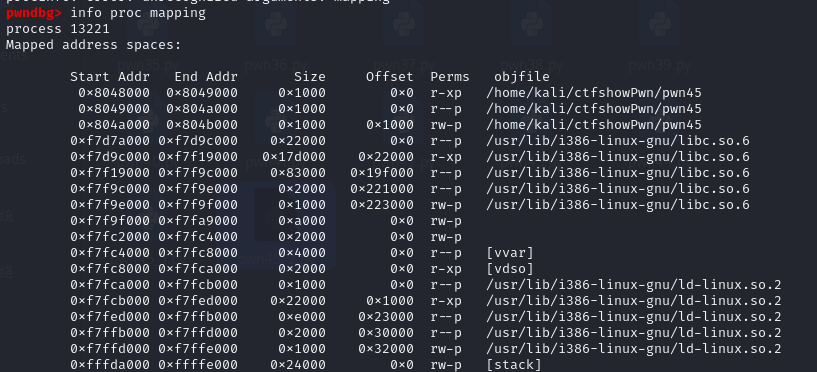 pwndbg> info proc mapping
process 13221
Mapped address spaces:
Start Addr End Addr Size Offset Perms objfile
0x8048000 0x8049000 0x1000 0x0 r-xp /home/kali/ctfshowPwn/pwn45
0x8049000 0x804a000 0x1000 0x0 r--p /home/kali/ctfshowPwn/pwn45
0x804a000 0x804b000 0x1000 0x1000 rw-p /home/kali/ctfshowPwn/pwn45
0xf7d7a000 0xf7d9c000 0x22000 0x0 r--p /usr/lib/i386-linux-gnu/libc.so.6
0xf7d9c000 0xf7f19000 0x17d000 0x22000 r-xp /usr/lib/i386-linux-gnu/libc.so.6
0xf7f19000 0xf7f9c000 0x83000 0x19f000 r--p /usr/lib/i386-linux-gnu/libc.so.6
0xf7f9c000 0xf7f9e000 0x2000 0x221000 r--p /usr/lib/i386-linux-gnu/libc.so.6
0xf7f9e000 0xf7f9f000 0x1000 0x223000 rw-p /usr/lib/i386-linux-gnu/libc.so.6
0xf7f9f000 0xf7fa9000 0xa000 0x0 rw-p
0xf7fc2000 0xf7fc4000 0x2000 0x0 rw-p
0xf7fc4000 0xf7fc8000 0x4000 0x0 r--p [vvar]
0xf7fc8000 0xf7fca000 0x2000 0x0 r-xp [vdso]
0xf7fca000 0xf7fcb000 0x1000 0x0 r--p /usr/lib/i386-linux-gnu/ld-linux.so.2
0xf7fcb000 0xf7fed000 0x22000 0x1000 r-xp /usr/lib/i386-linux-gnu/ld-linux.so.2
0xf7fed000 0xf7ffb000 0xe000 0x23000 r--p /usr/lib/i386-linux-gnu/ld-linux.so.2
0xf7ffb000 0xf7ffd000 0x2000 0x30000 r--p /usr/lib/i386-linux-gnu/ld-linux.so.2
0xf7ffd000 0xf7ffe000 0x1000 0x32000 rw-p /usr/lib/i386-linux-gnu/ld-linux.so.2
0xfffda000 0xffffe000 0x24000 0x0 rw-p [stack]